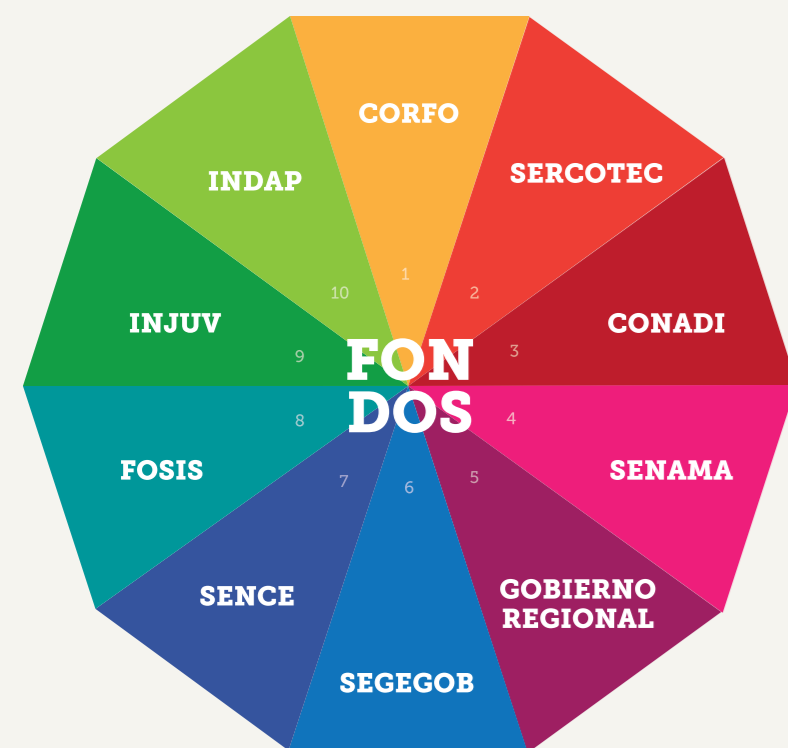 CORFO
1
SERCOTEC
2
CONADI
3
SENAMA
4
GOBIERNO
REGIONAL
5
SEGEGOB
6
SENCE
7
FOSIS
8
INJUV
9
INDAP
10
FON
DOS